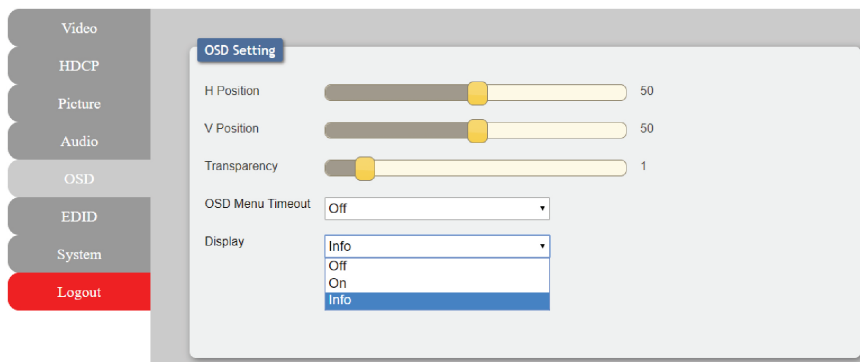 Video
HDCP
Picture
Audio
OSD
EDID
System
Logout
OSD Setting
H Position 50
V Position 50
Transparency 1
OSD Menu Timeout Off
Display Info
Off
On
Info